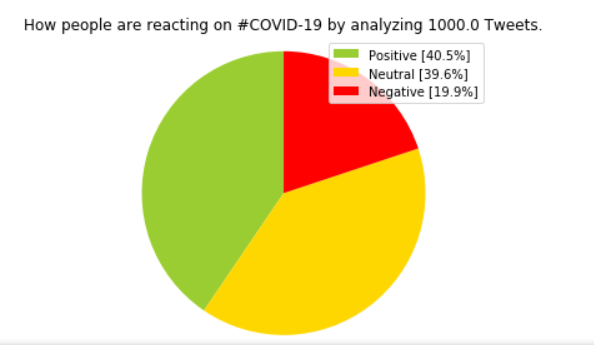 How people are reacting on #COVID-19 by analyzing 1000.0 Tweets.
Positive [40.5%]
Neutral [39.6%]
Negative [19.9%]